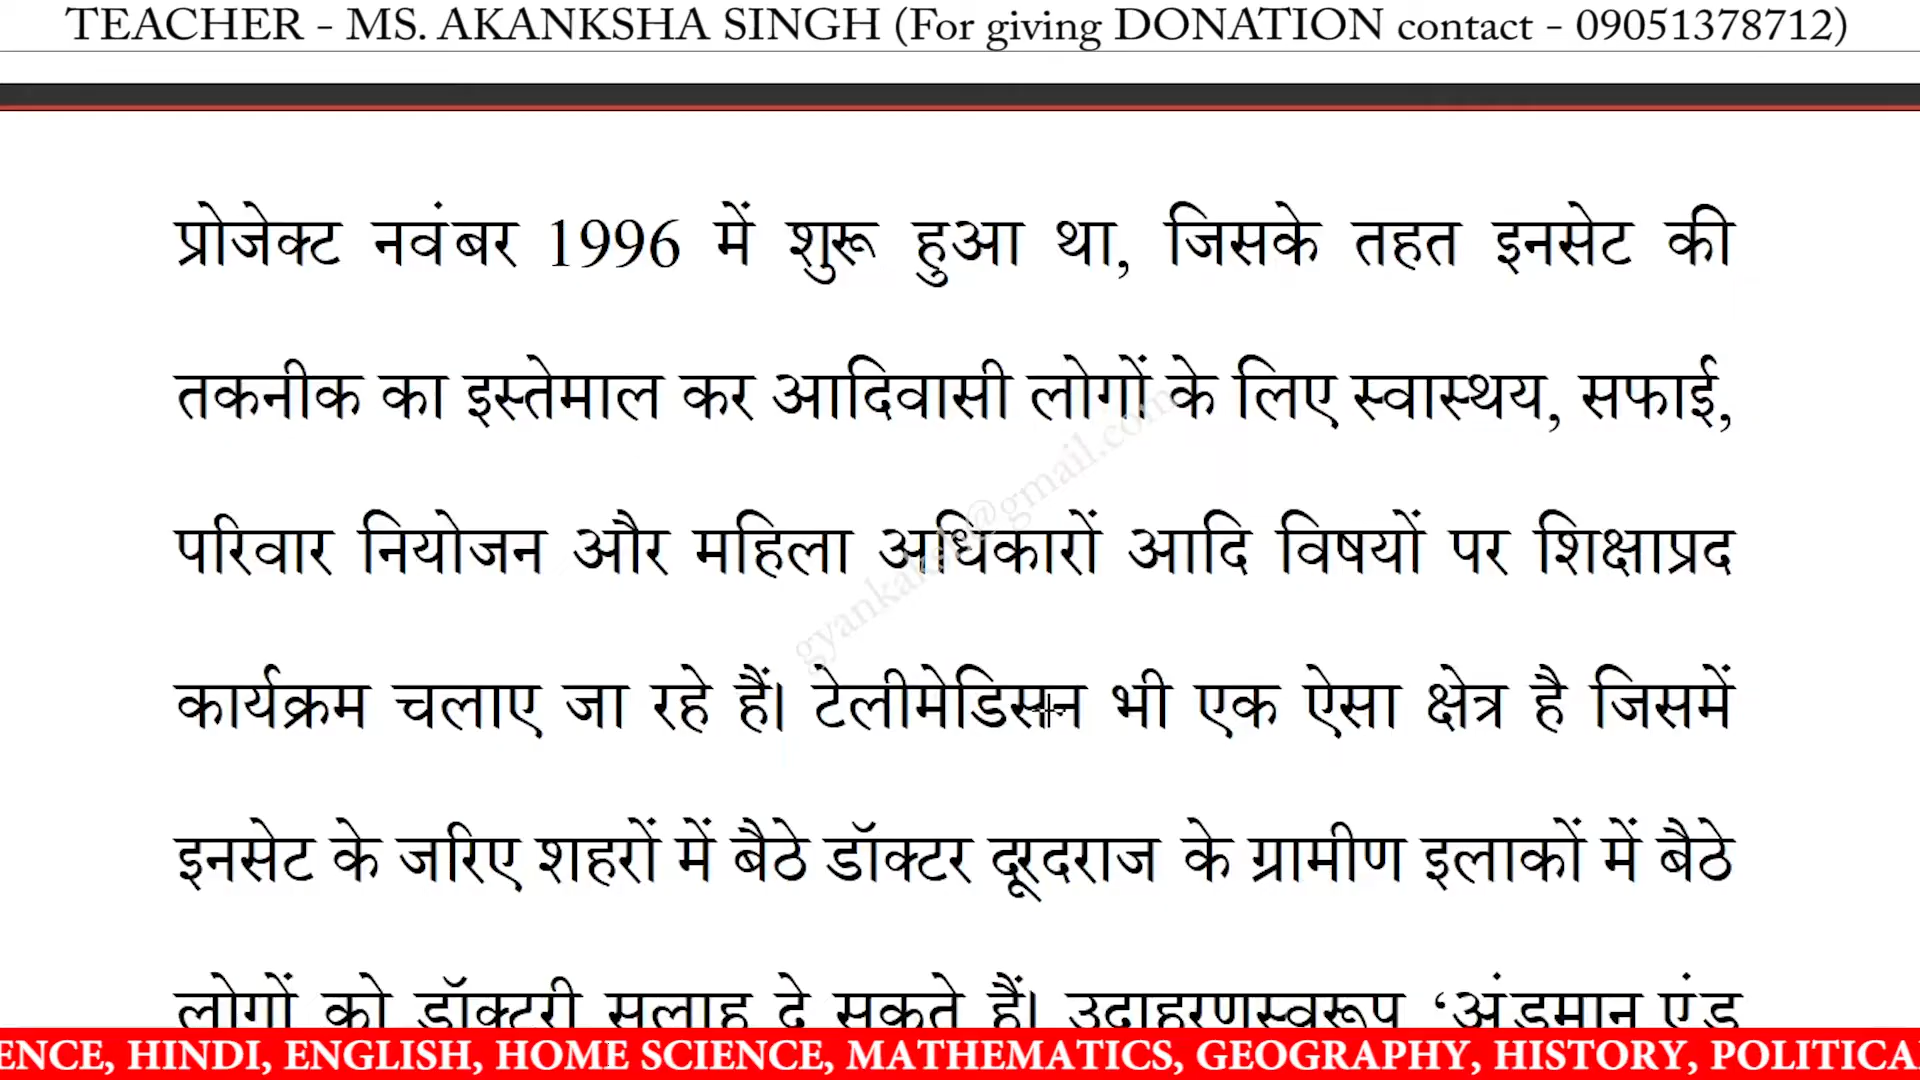 TEACHER - MS. AKANKSHA SINGH (For giving DONATION contact - 09051378712)
प्रोजेक्ट नवंबर 1996 में शुरू हुआ था, जिसके तहत इनसेट की
तकनीक का इस्तेमाल कर आदिवासी लोगों के लिए स्वास्थय, सफाई,
परिवार नियोजन और महिला अधिकारों आदि विषयों पर शिक्षाप्रद
कार्यक्रम चलाए जा रहे हैं। टेलीमेडिसन भी एक ऐसा क्षेत्र है जिसमें
इनसेट के जरिए शहरों में बैठे डॉक्टर दूरदराज के ग्रामीण इलाकों में बैठे
लोगों को डॉक्टरी सलाह दे सकते हैं। उदाहरणस्वरूप ‘अंडमान एंड
ENCE, HINDI, ENGLISH, HOME SCIENCE, MATHEMATICS, GEOGRAPHY, HISTORY, POLITICA